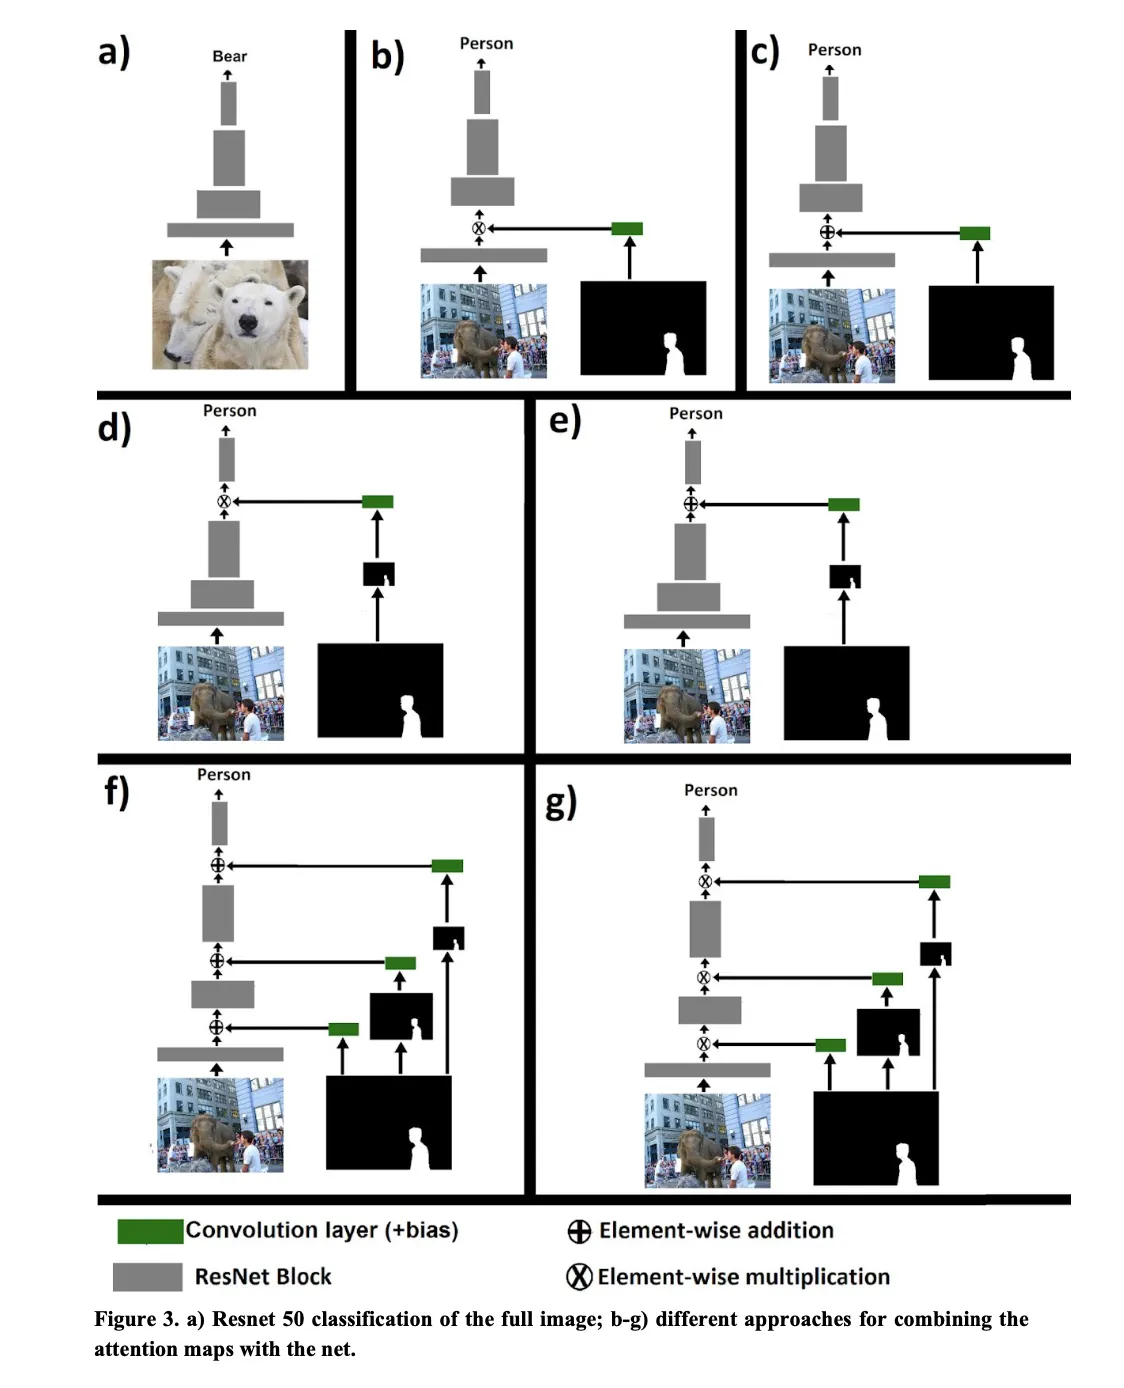 a)
Bear
b)
Person
c)
Person
d)
Person
e)
Person
f)
Person
g)
Person
Convolution layer (+bias)
Element-wise addition
ResNet Block
Element-wise multiplication
Figure 3. a) Resnet 50 classification of the full image; b-g) different approaches for combining the
attention maps with the net.